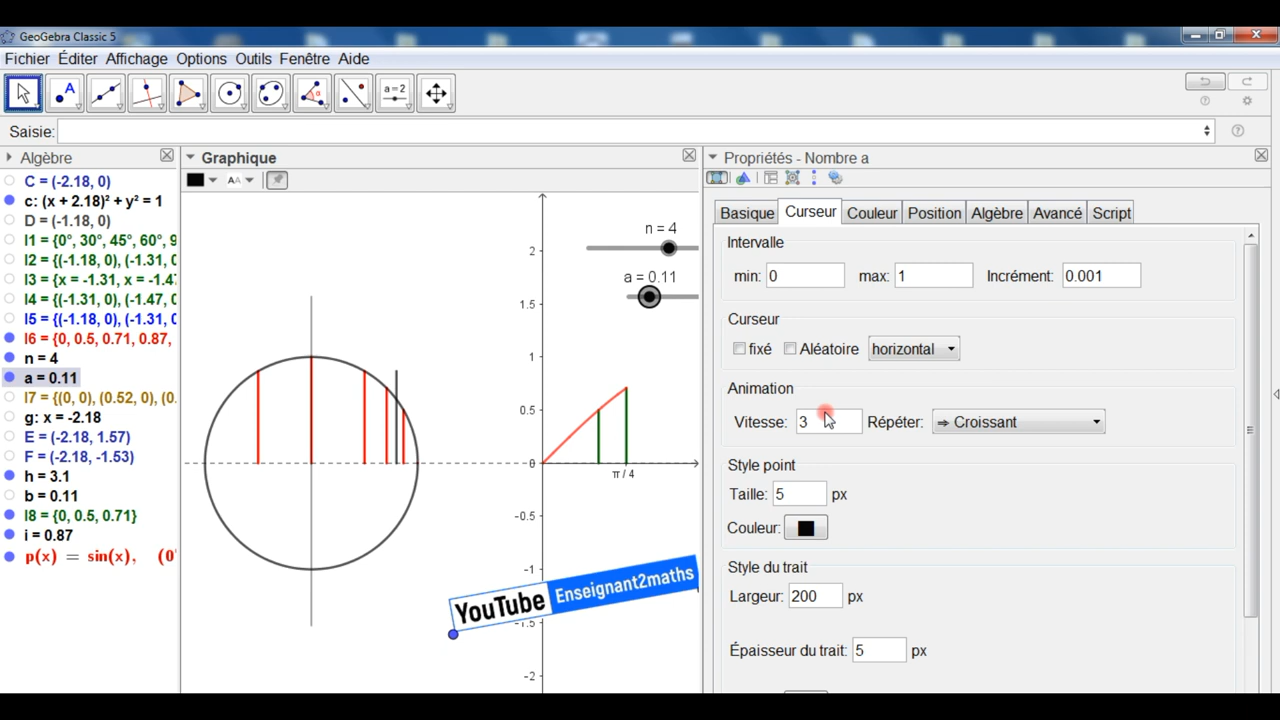 GeoGebra Classic 5
Fichier Éditer Affichage Options Outils Fenêtre Aide
A
a=2
Saisie:
Algèbre
Graphique
Propriétés - Nombre a
AA
Basique Curseur Couleur Position Algèbre Avancé Script
C = (-2.18, 0)
c: (x + 2.18)² + y² = 1
D = (-1.18, 0)
l1 = {0°, 30°, 45°, 60°, 9
l2 = {(-1.18, 0), (-1.31, 0
l3 = {x = -1.31, x = -1.47
l4 = {(-1.31, 0), (-1.47, 0
l5 = {(-1.18, 0), (-1.31, 0
l6 = {0, 0.5, 0.71, 0.87,
n = 4
a = 0.11
l7 = {(0, 0), (0.52, 0), (0.
g: x = -2.18
E = (-2.18, 1.57)
F = (-2.18, -1.53)
h = 3.1
b = 0.11
l8 = {0, 0.5, 0.71}
i = 0.87
p(x) = sin(x), (0
n = 4
a = 0.11
2
1.5
1
0.5
0
-0.5
-1
-1.5
-2
π / 4
YouTube Enseignant2maths
Intervalle
min: 0 max: 1 Incrément: 0.001
Curseur
fixé Aléatoire horizontal
Animation
Vitesse: 3 Répéter: ⇒ Croissant
Style point
Taille: 5 px
Couleur:
Style du trait
Largeur: 200 px
Épaisseur du trait: 5 px